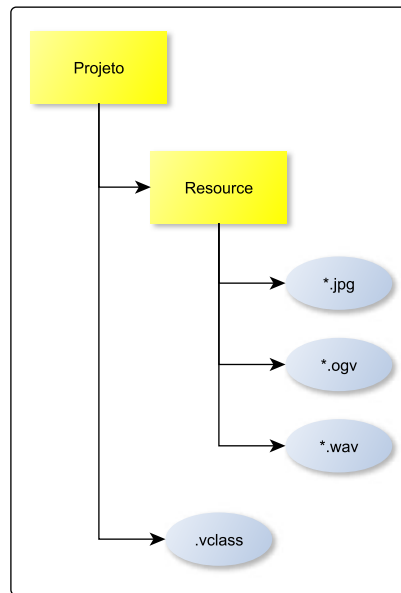 Projeto
Resource
*.jpg
*.ogv
*.wav
.vclass